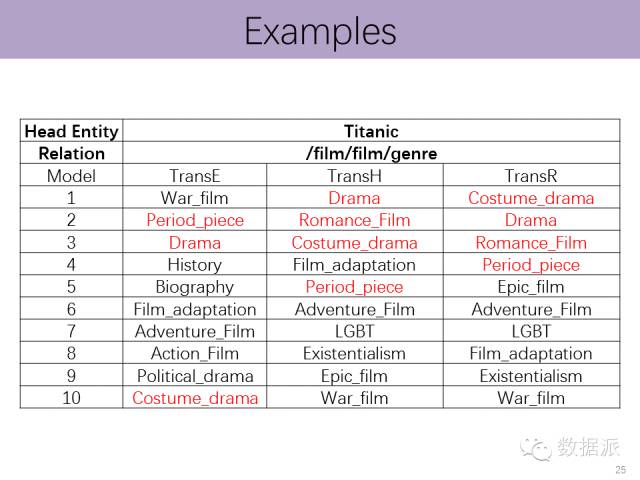 Examples
Head Entity Titanic
Relation /film/film/genre
Model TransE TransH TransR
1 War_film Drama Costume_drama
2 Period_piece Romance_Film Drama
3 Drama Costume_drama Romance_Film
4 History Film_adaptation Period_piece
5 Biography Period_piece Epic_film
6 Film_adaptation Adventure_Film Adventure_Film
7 Adventure_Film LGBT LGBT
8 Action_Film Existentialism Film_adaptation
9 Political_drama Epic_film Existentialism
10 Costume_drama War_film War_film
数据派
25